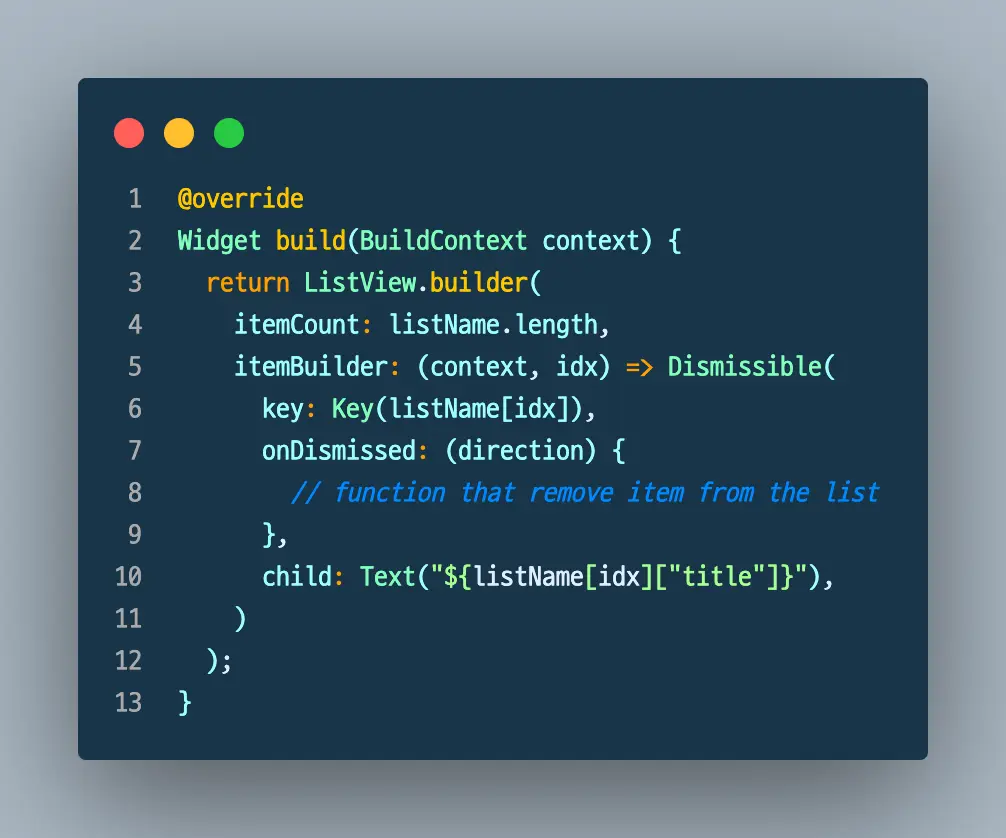 1 @override
2 Widget build(BuildContext context) {
3   return ListView.builder(
4     itemCount: listName.length,
5     itemBuilder: (context, idx) => Dismissible(
6       key: Key(listName[idx]),
7       onDismissed: (direction) {
8         // function that remove item from the list
9       },
10       child: Text("${listName[idx]["title"]}"),
11     )
12   );
13 }